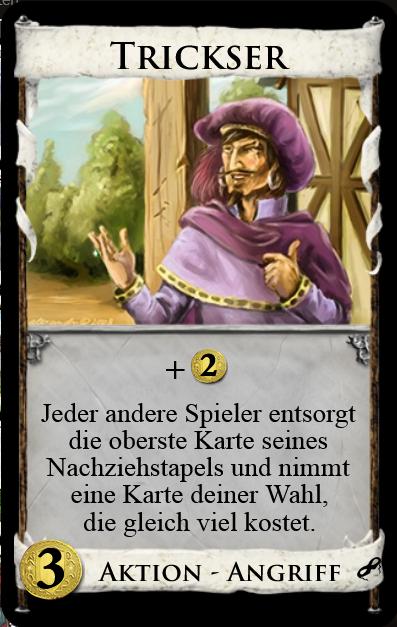 TRICKSER
+ 2
Jeder andere Spieler entsorgt
die oberste Karte seines
Nachziehstapels und nimmt
eine Karte deiner Wahl,
die gleich viel kostet.
3 AKTION - ANGRIFF